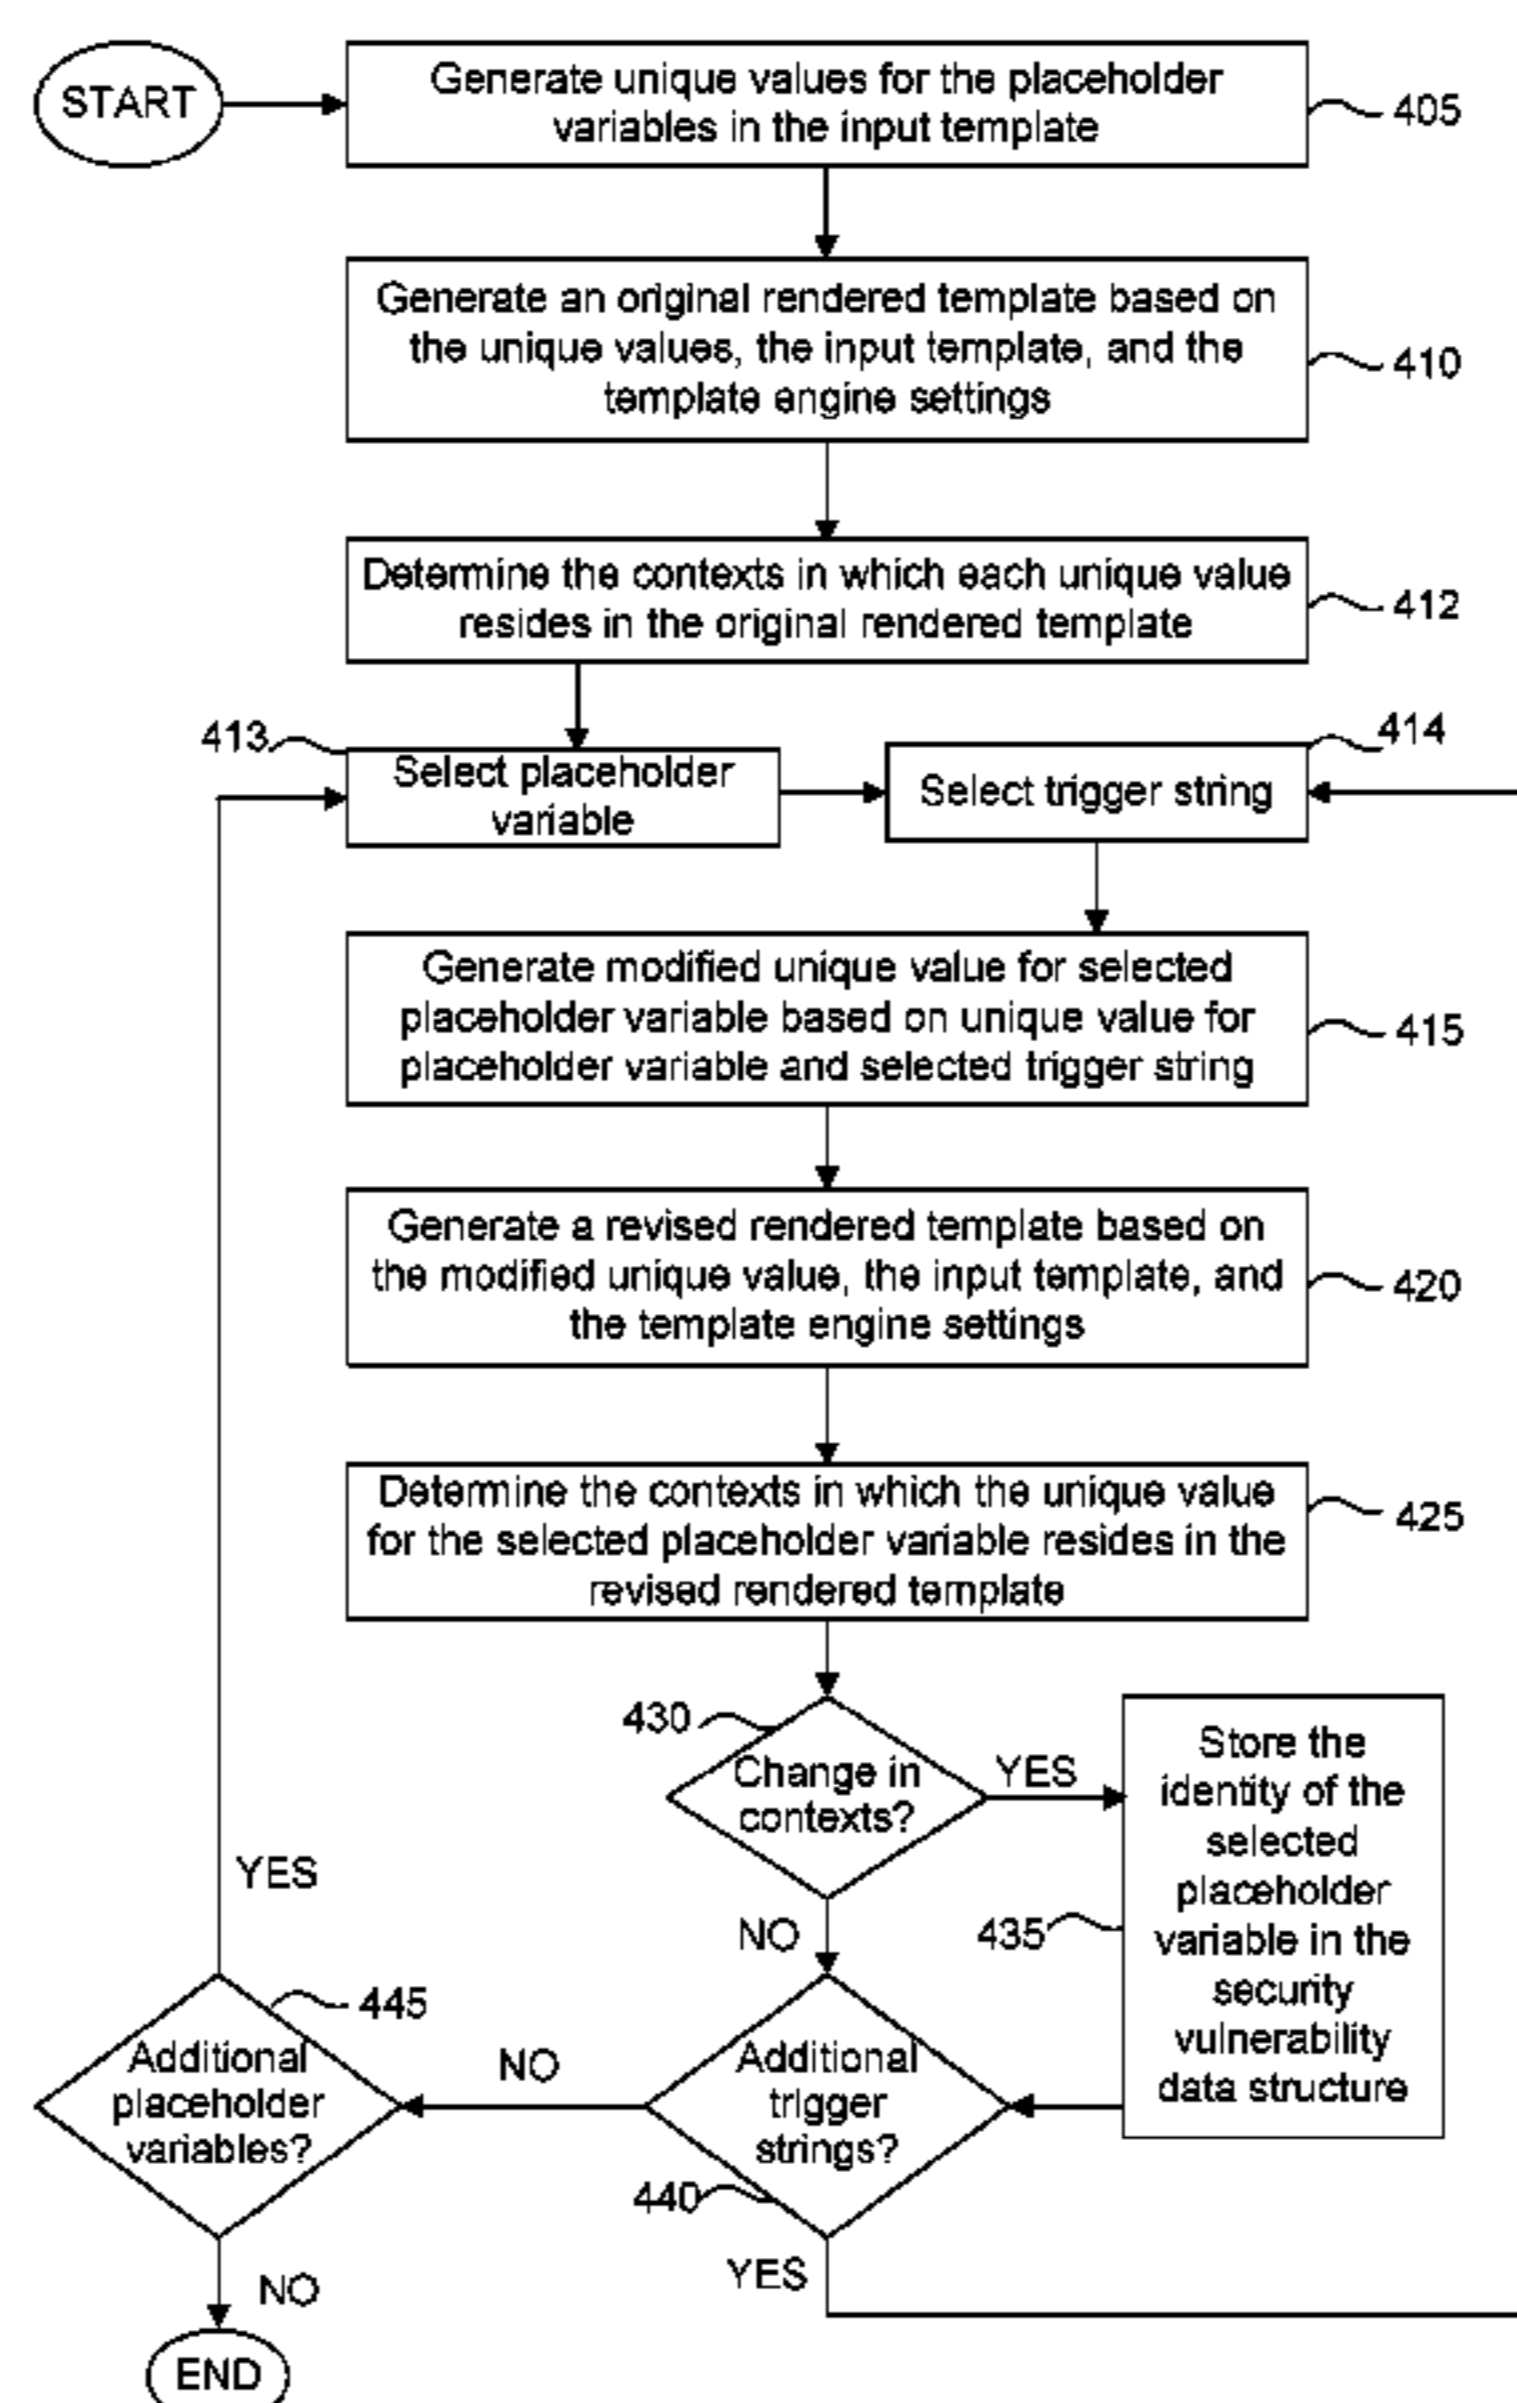 START
Generate unique values for the placeholder
variables in the input template
405
Generate an original rendered template based on
the unique values, the input template, and the
template engine settings
410
Determine the contexts in which each unique value
resides in the original rendered template
412
413
Select placeholder
variable
414
Select trigger string
Generate modified unique value for selected
placeholder variable based on unique value for
placeholder variable and selected trigger string
415
Generate a revised rendered template based on
the modified unique value, the input template, and
the template engine settings
420
Determine the contexts in which the unique value
for the selected placeholder variable resides in the
revised rendered template
425
430
Change in
contexts?
YES
NO
Store the
identity of the
selected
placeholder
variable in the
security
vulnerability
data structure
435
Additional
trigger
strings?
440
YES
NO
Additional
placeholder
variables?
445
YES
NO
END